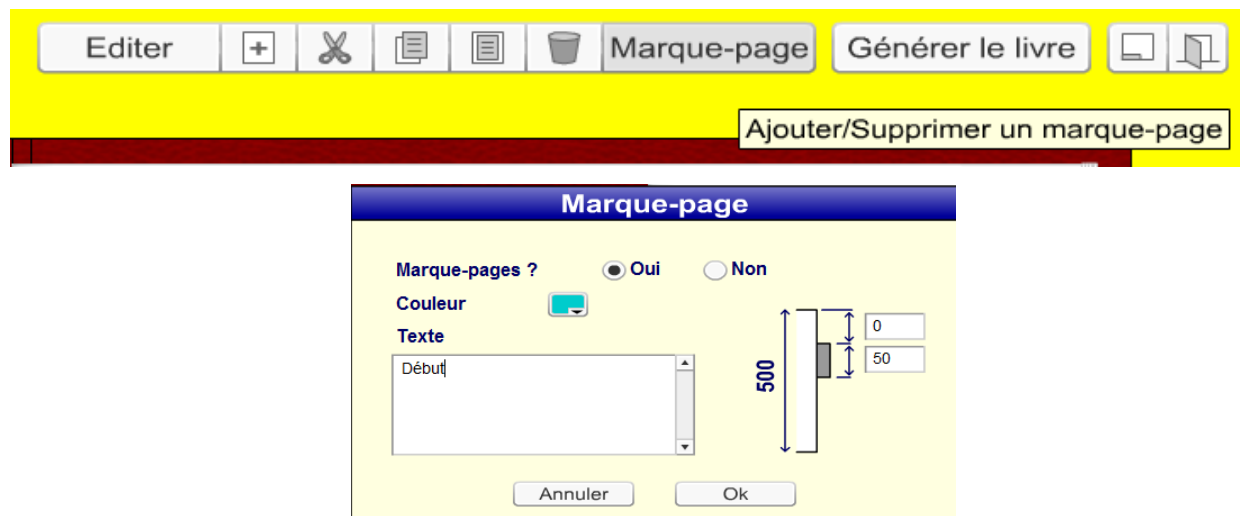 Editer Marque-page Générer le livre
Ajouter/Supprimer un marque-page
Marque-page
Marque-pages ? Oui Non
Couleur
Texte
0
Début
50
500
Annuler Ok